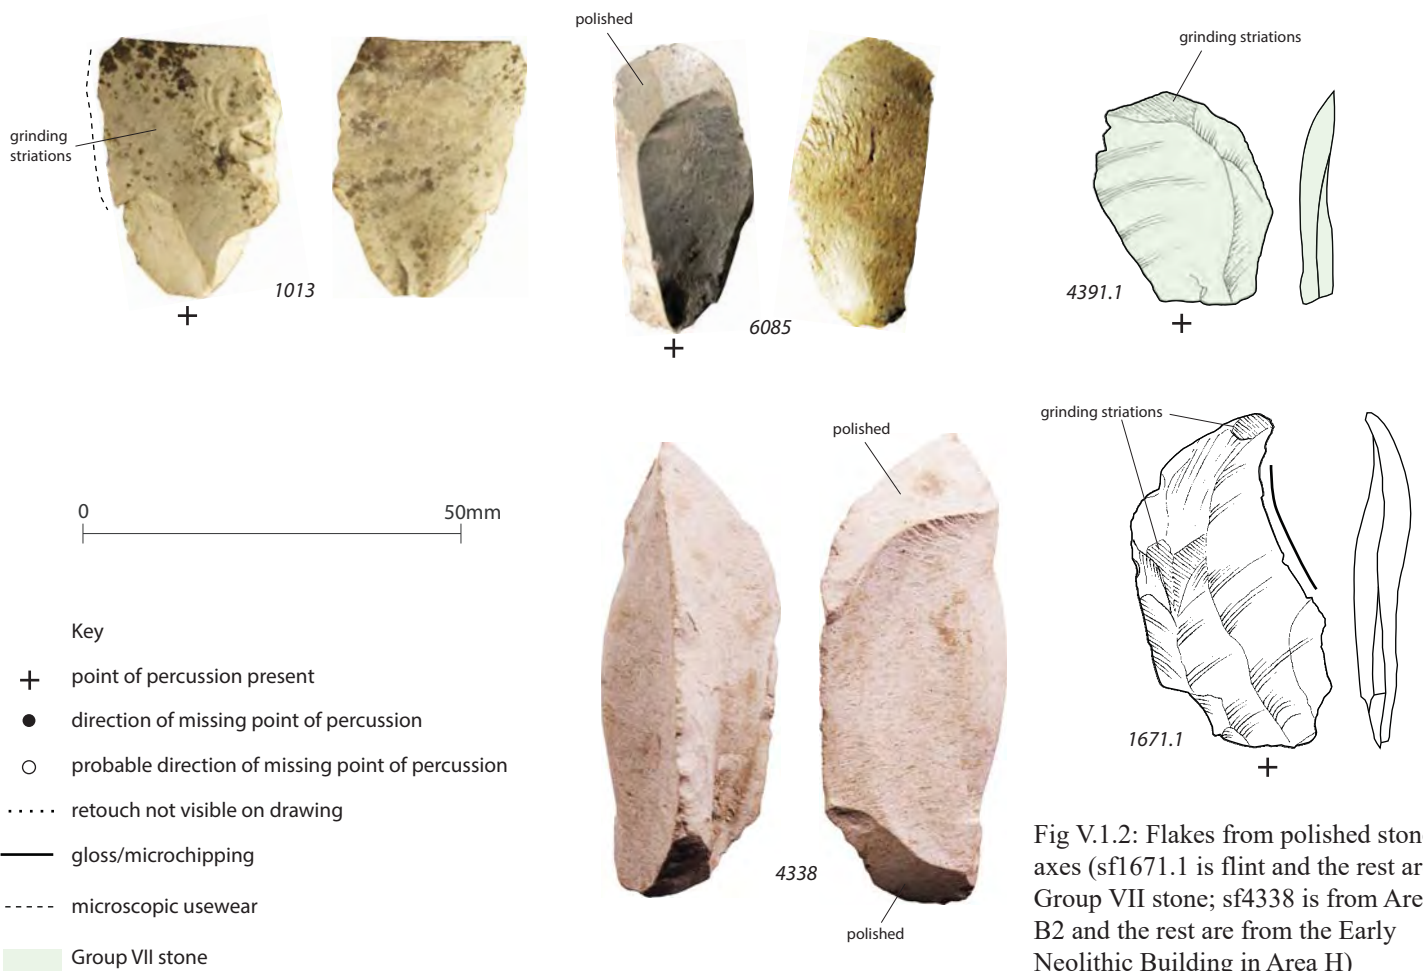 polished
grinding striations
grinding
striations
1013
6085
4391.1
+
+
+
polished
grinding striations
0 50mm
Key
+ point of percussion present
direction of missing point of percussion
probable direction of missing point of percussion
retouch not visible on drawing
gloss/microchipping
microscopic usewear
Group VII stone
4338
polished
1671.1
+
Fig V.1.2: Flakes from polished ston
axes (sf1671.1 is flint and the rest ar
Group VII stone; sf4338 is from Are
B2 and the rest are from the Early
Neolithic Building in Area H)